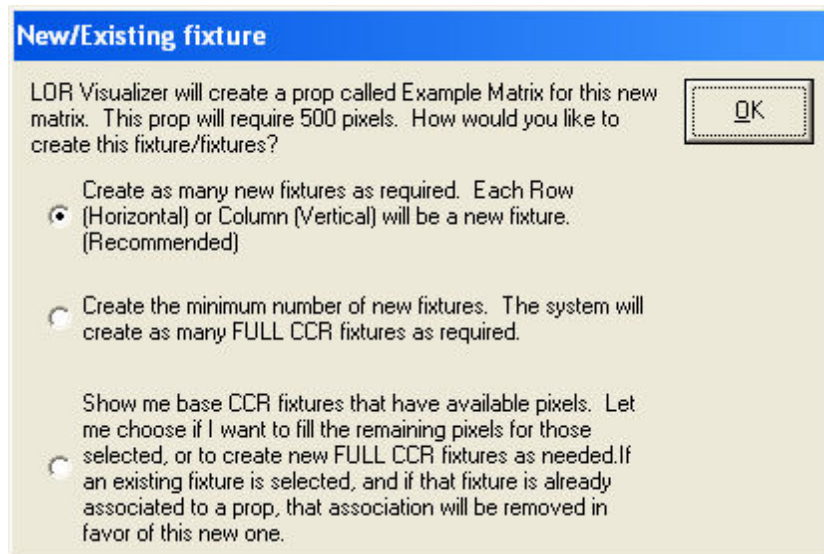 New/Existing fixture
LOR Visualizer will create a prop called Example Matrix for this new
matrix.  This prop will require 500 pixels.  How would you like to
create this fixture/fixtures?
OK
Create as many new fixtures as required.  Each Row
(Horizontal) or Column (Vertical) will be a new fixture.
(Recommended)
Create the minimum number of new fixtures.  The system will
create as many FULL CCR fixtures as required.
Show me base CCR fixtures that have available pixels.  Let
me choose if I want to fill the remaining pixels for those
selected, or to create new FULL CCR fixtures as needed.If
an existing fixture is selected, and if that fixture is already
associated to a prop, that association will be removed in
favor of this new one.